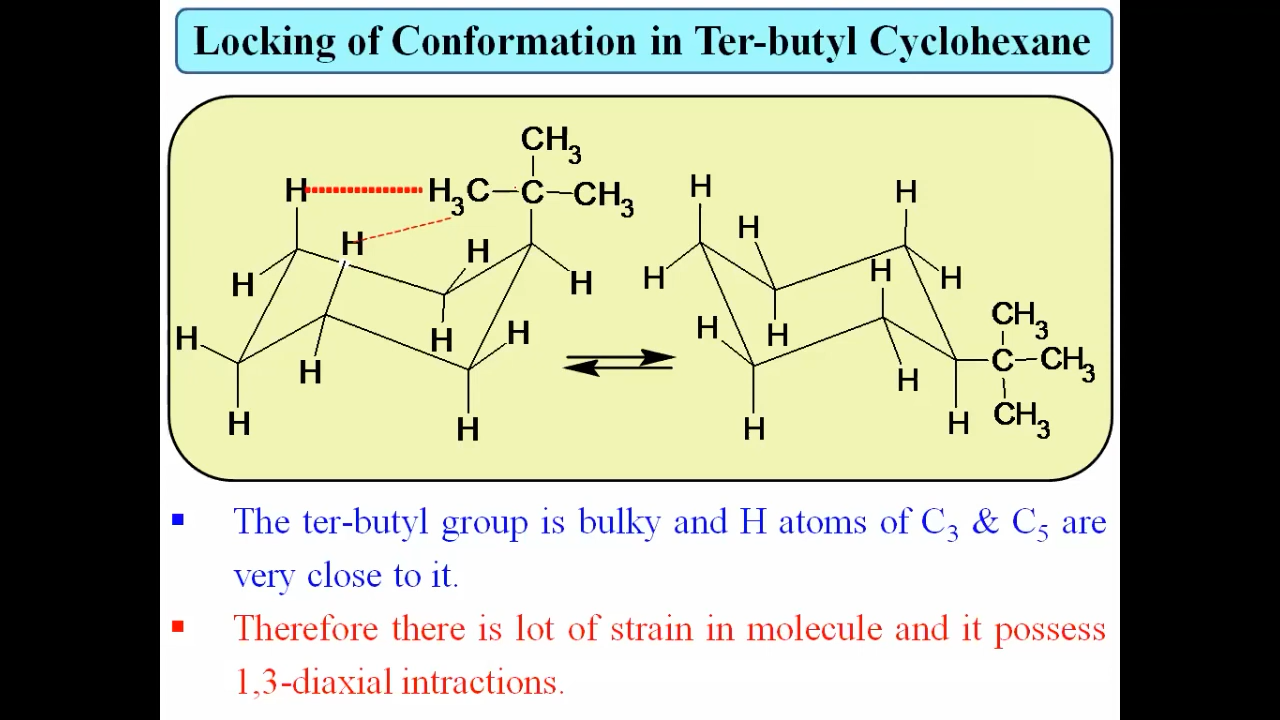 Locking of Conformation in Ter-butyl Cyclohexane
CH3
H H3C C CH3
H H
H H
H H H
H
H
H H
H H
H H
H H
H H
H
H H
CH3
C CH3
CH3
The ter-butyl group is bulky and H atoms of C3 & C5 are
very close to it.
Therefore there is lot of strain in molecule and it possess
1,3-diaxial intractions.